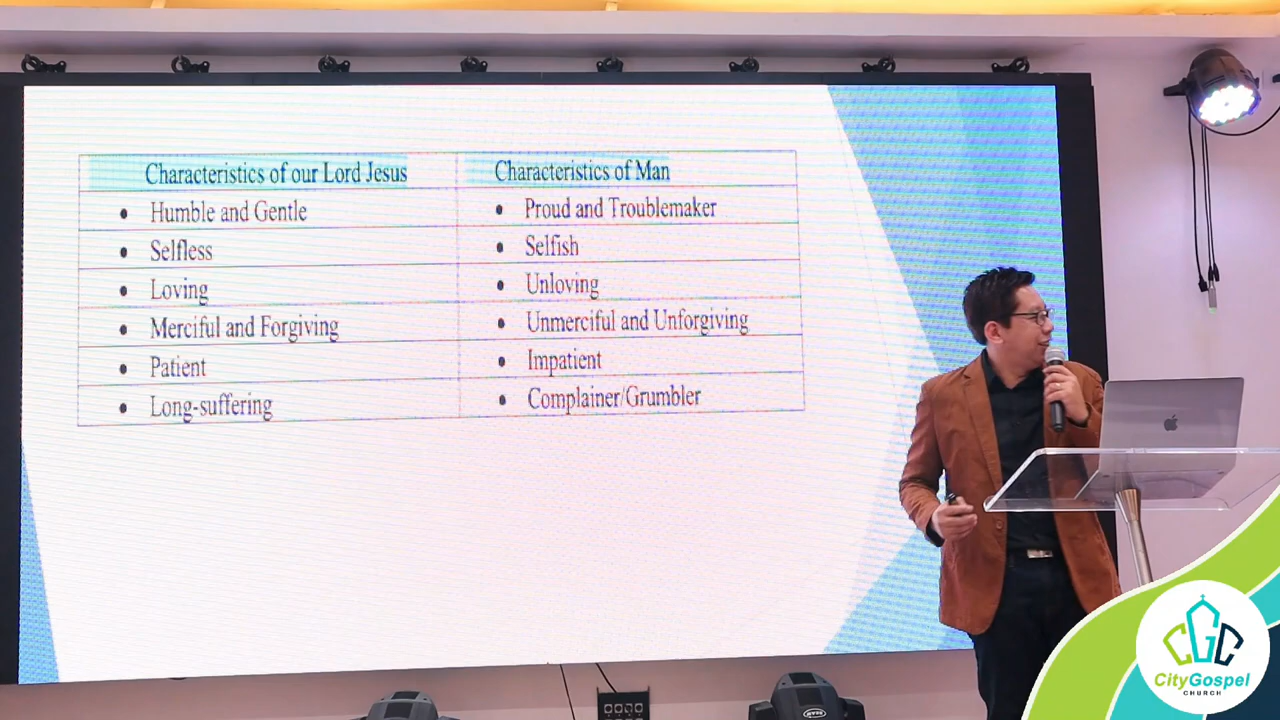 Characteristics of our Lord Jesus	Characteristics of Man
• Humble and Gentle	• Proud and Troublemaker
• Selfless	• Selfish
• Loving	• Unloving
• Merciful and Forgiving	• Unmerciful and Unforgiving
• Patient	• Impatient
• Long-suffering	• Complainer/Grumbler
CGC
CityGospel
CHURCH